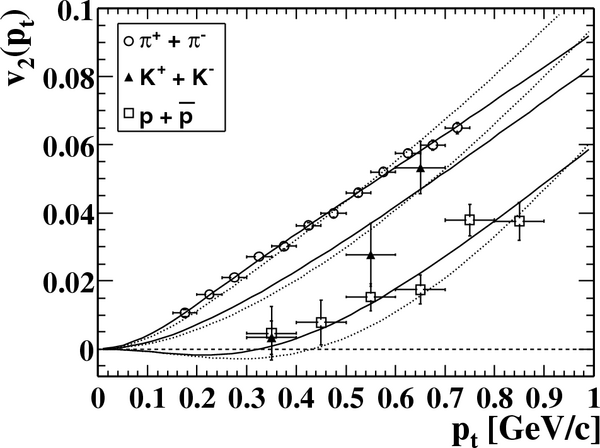 v₂(pₜ)
0.1
0.08
0.06
0.04
0.02
0
π⁺ + π⁻
K⁺ + K⁻
p + p̅
0 0.1 0.2 0.3 0.4 0.5 0.6 0.7 0.8 0.9 1
pₜ [GeV/c]